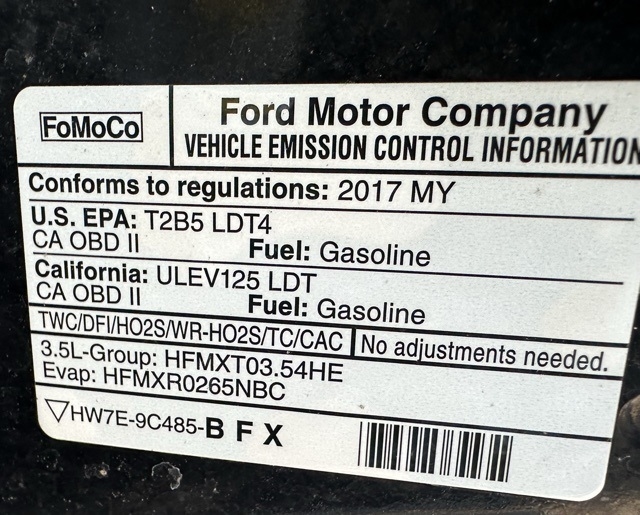 FoMoCo
Ford Motor Company
VEHICLE EMISSION CONTROL INFORMATION
Conforms to regulations: 2017 MY
U.S. EPA: T2B5 LDT4
CA OBD II Fuel: Gasoline
California: ULEV125 LDT
CA OBD II Fuel: Gasoline
TWC/DFI/HO2S/WR-HO2S/TC/CAC No adjustments needed.
3.5L-Group: HFMXT03.54HE
Evap: HFMXR0265NBC
▽HW7E-9C485-B F X